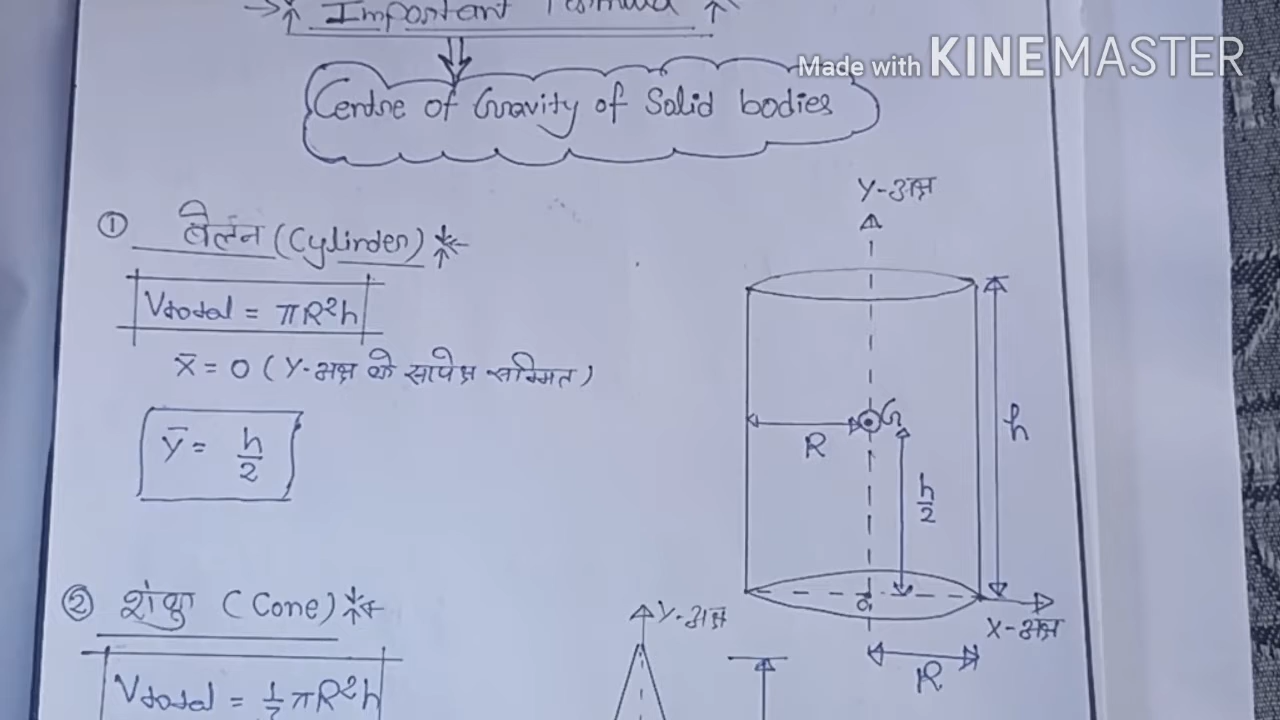 Important Formula
Made with KINEMASTER
Centre of Gravity of Solid bodies
① बेलन (Cylinder)
Vtotal = πR²h
x̄ = 0 (Y-अक्ष के सापेक्ष सममित)
ȳ = h/2
Y-अक्ष
G
R
h
h/2
o
X-अक्ष
R
② शंकु (Cone)
Vtotal = 1/3 πR²h
Y-अक्ष